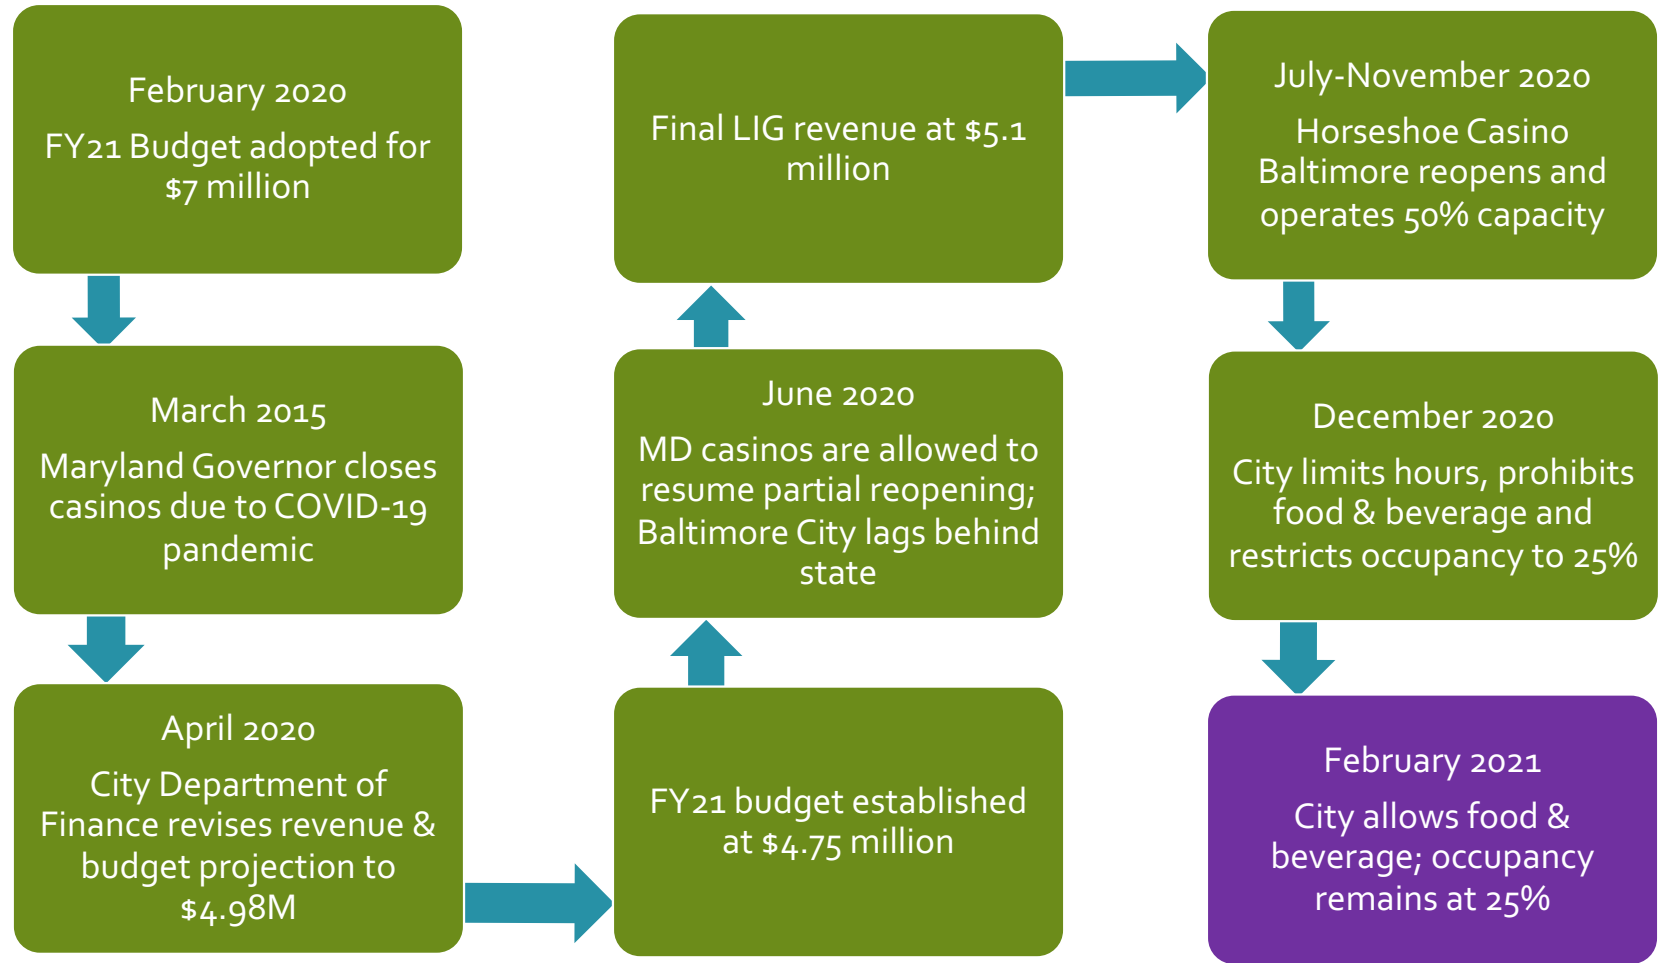 February 2020
FY21 Budget adopted for
$7 million
March 2015
Maryland Governor closes
casinos due to COVID-19
pandemic
April 2020
City Department of
Finance revises revenue &
budget projection to
$4.98M
FY21 budget established
at $4.75 million
June 2020
MD casinos are allowed to
resume partial reopening;
Baltimore City lags behind
state
Final LIG revenue at $5.1
million
July-November 2020
Horseshoe Casino
Baltimore reopens and
operates 50% capacity
December 2020
City limits hours, prohibits
food & beverage and
restricts occupancy to 25%
February 2021
City allows food &
beverage; occupancy
remains at 25%